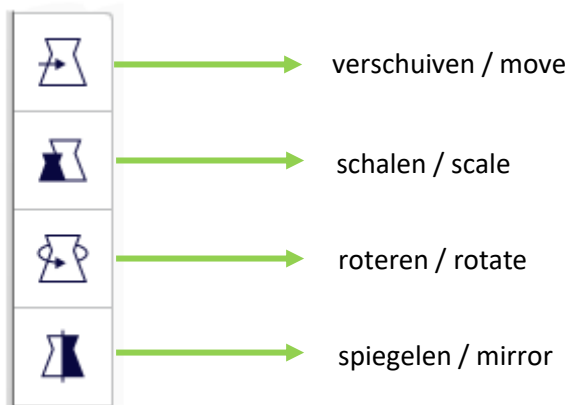 verschuiven / move
schalen / scale
roteren / rotate
spiegelen / mirror